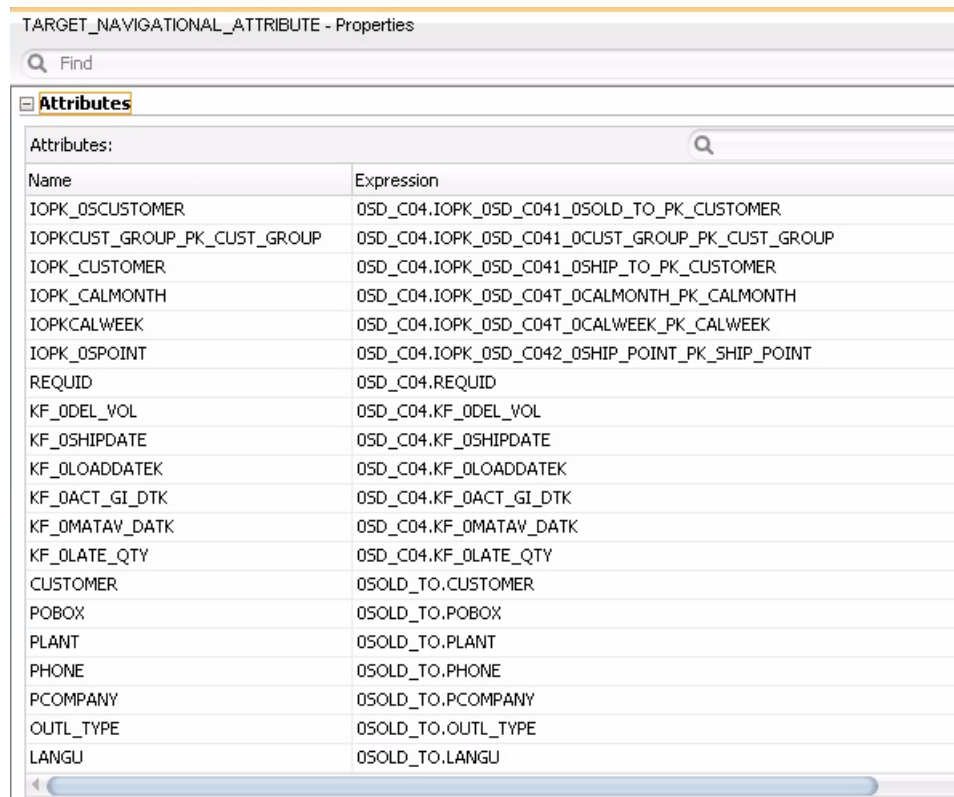 TARGET_NAVIGATIONAL_ATTRIBUTE - Properties
Find
Attributes
Attributes:
Name Expression
IOPK_0SCUSTOMER 0SD_C04.IOPK_0SD_C041_0SOLD_TO_PK_CUSTOMER
IOPKCUST_GROUP_PK_CUST_GROUP 0SD_C04.IOPK_0SD_C041_0CUST_GROUP_PK_CUST_GROUP
IOPK_CUSTOMER 0SD_C04.IOPK_0SD_C041_0SHIP_TO_PK_CUSTOMER
IOPK_CALMONTH 0SD_C04.IOPK_0SD_C04T_0CALMONTH_PK_CALMONTH
IOPKCALWEEK 0SD_C04.IOPK_0SD_C04T_0CALWEEK_PK_CALWEEK
IOPK_0SPOINT 0SD_C04.IOPK_0SD_C042_0SHIP_POINT_PK_SHIP_POINT
REQUID 0SD_C04.REQUID
KF_0DEL_VOL 0SD_C04.KF_0DEL_VOL
KF_0SHIPDATE 0SD_C04.KF_0SHIPDATE
KF_0LOADDATEK 0SD_C04.KF_0LOADDATEK
KF_0ACT_GI_DTK 0SD_C04.KF_0ACT_GI_DTK
KF_0MATAV_DATK 0SD_C04.KF_0MATAV_DATK
KF_0LATE_QTY 0SD_C04.KF_0LATE_QTY
CUSTOMER 0SOLD_TO.CUSTOMER
POBOX 0SOLD_TO.POBOX
PLANT 0SOLD_TO.PLANT
PHONE 0SOLD_TO.PHONE
PCOMPANY 0SOLD_TO.PCOMPANY
OUTL_TYPE 0SOLD_TO.OUTL_TYPE
LANGU 0SOLD_TO.LANGU